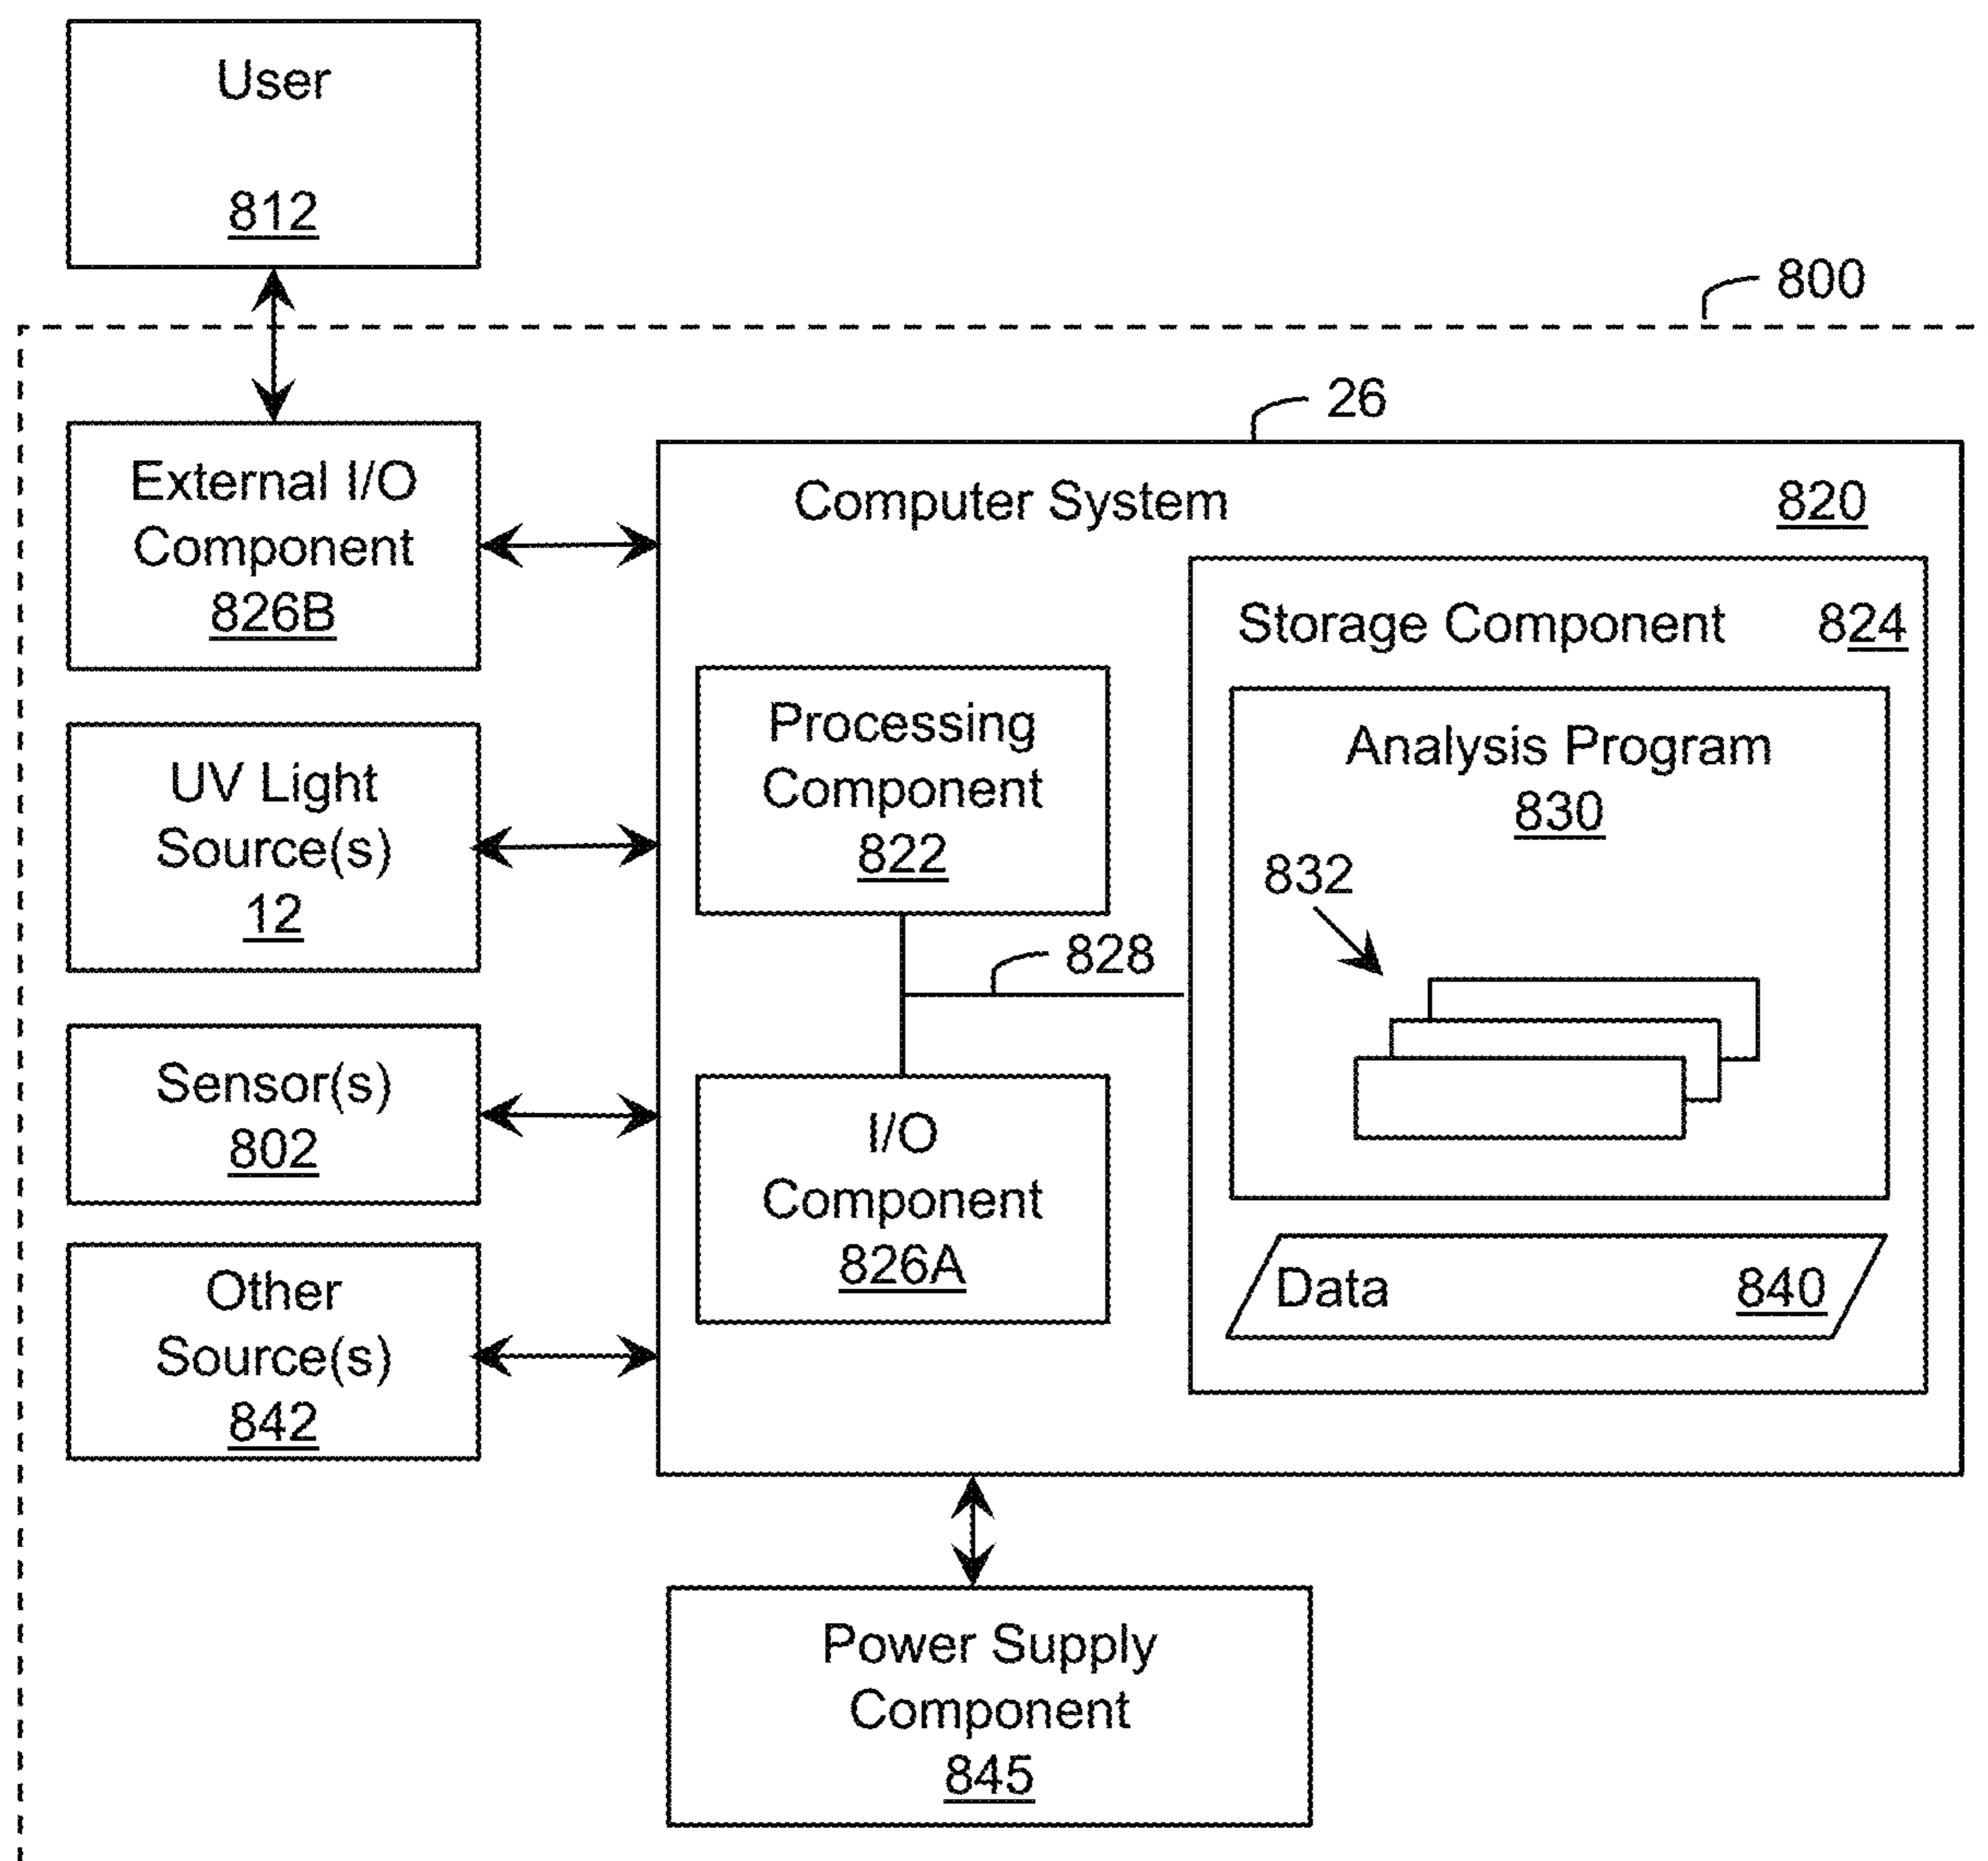 User
812
800
26
External I/O
Component
826B
Computer System
820
Storage Component
824
Processing
Component
822
Analysis Program
830
UV Light
Source(s)
12
832
828
Sensor(s)
802
I/O
Component
826A
Other
Source(s)
842
Data
840
Power Supply
Component
845